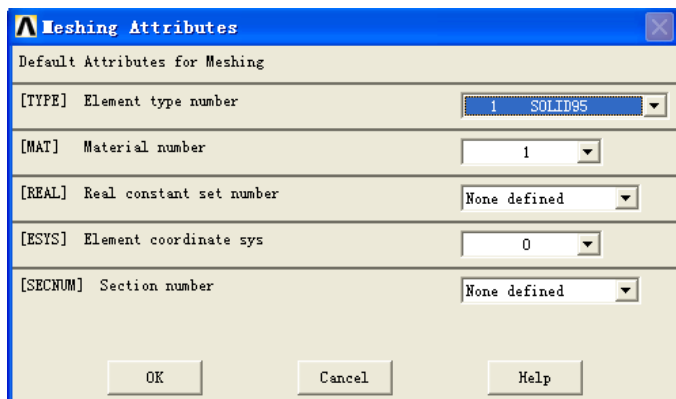 Meshing Attributes
Default Attributes for Meshing
[TYPE] Element type number 1 SOLID95
[MAT] Material number 1
[REAL] Real constant set number None defined
[ESYS] Element coordinate sys 0
[SECNUM] Section number None defined
OK Cancel Help